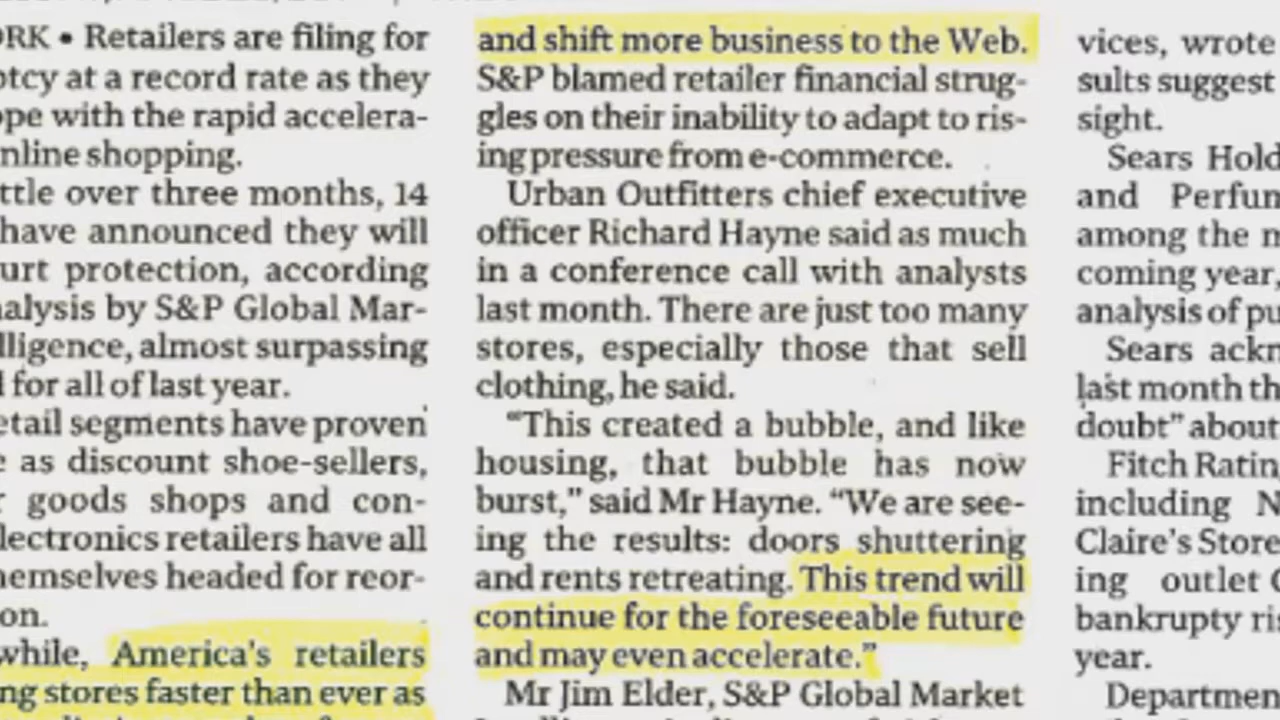 RK • Retailers are filing for
tcy at a record rate as they
pe with the rapid accelera-
nline shopping.
ttle over three months, 14
have announced they will
urt protection, according
nalysis by S&P Global Mar-
lligence, almost surpassing
for all of last year.
etail segments have proven
as discount shoe-sellers,
goods shops and con-
lectronics retailers have all
hemselves headed for reor-
on.
while, America's retailers
ng stores faster than ever as
and shift more business to the Web.
S&P blamed retailer financial strug-
gles on their inability to adapt to ris-
ing pressure from e-commerce.
Urban Outfitters chief executive
officer Richard Hayne said as much
in a conference call with analysts
last month. There are just too many
stores, especially those that sell
clothing, he said.
"This created a bubble, and like
housing, that bubble has now
burst," said Mr Hayne. "We are see-
ing the results: doors shuttering
and rents retreating. This trend will
continue for the foreseeable future
and may even accelerate."
Mr Jim Elder, S&P Global Market
vices, wrote
sults suggest
sight.
Sears Hold
and Perfum
among the m
coming year,
analysis of pu
Sears ackn
last month th
doubt" about
Fitch Ratin
including N
Claire's Store
ing outlet C
bankruptcy ris
year.
Departmen